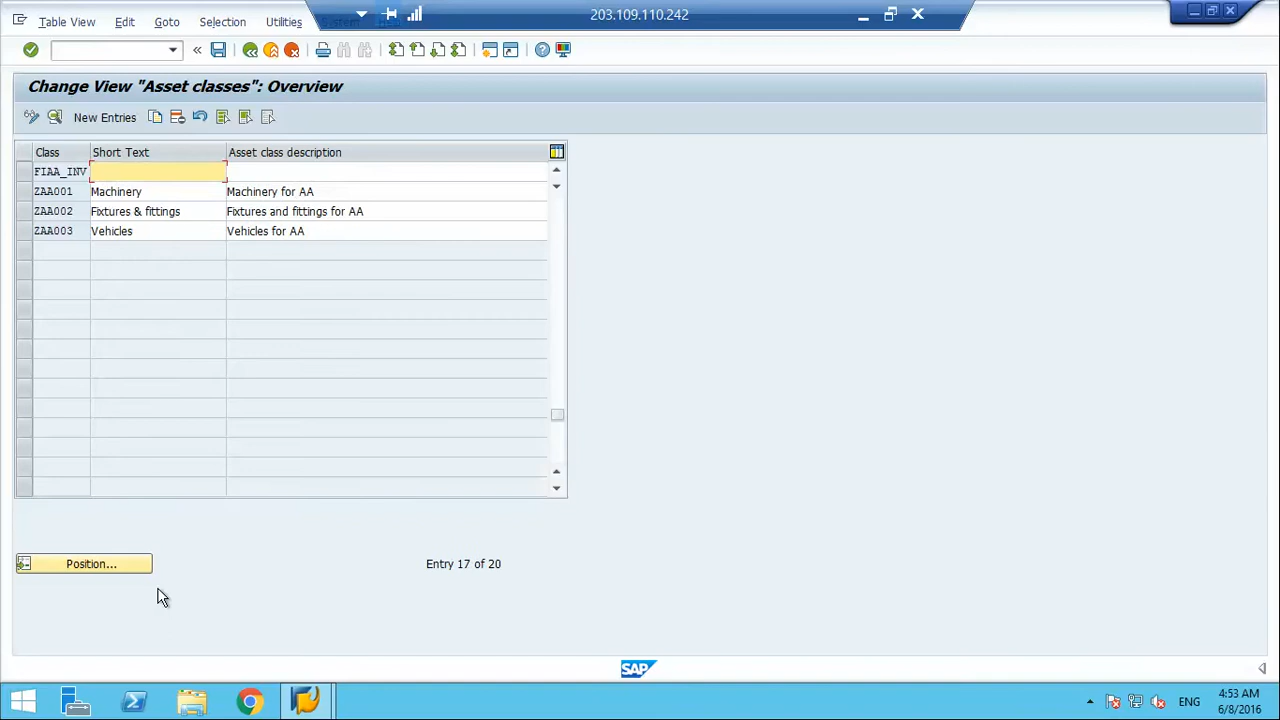 203.109.110.242
Table View Edit Goto Selection Utilities
Change View "Asset classes": Overview
New Entries
Class Short Text Asset class description
FIAA_INV
ZAA001 Machinery Machinery for AA
ZAA002 Fixtures & fittings Fixtures and fittings for AA
ZAA003 Vehicles Vehicles for AA
Position... Entry 17 of 20
SAP
ENG
4:53 AM
6/8/2016